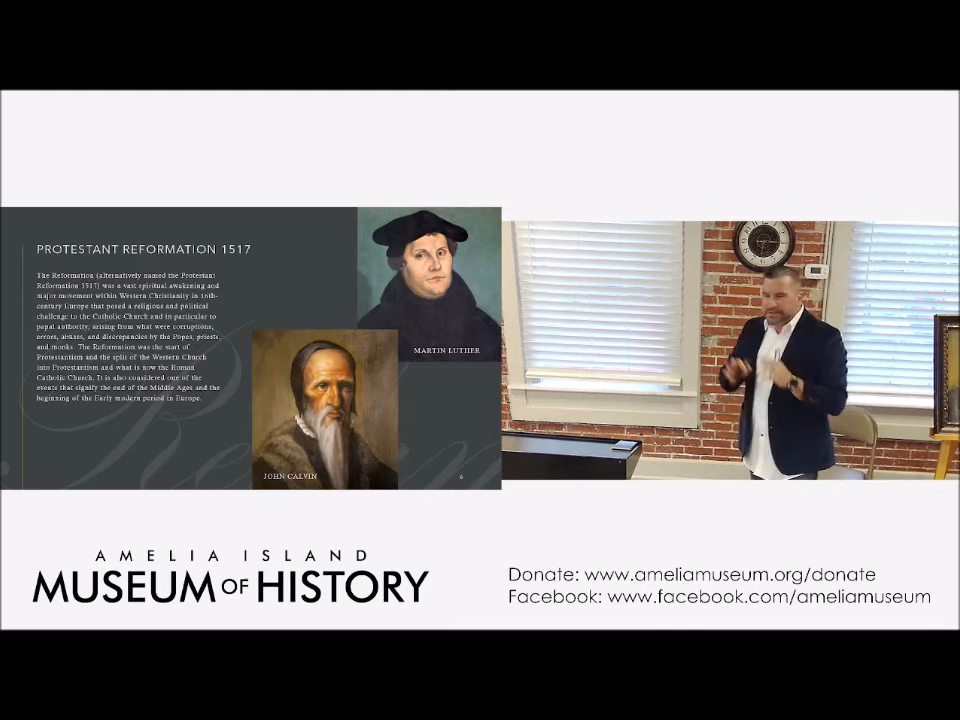 PROTESTANT REFORMATION 1517
The Reformation (alternatively named the Protestant
Reformation 1517) was a vast spiritual awakening and
major movement within Western Christianity in 16th-
century Europe that posed a religious and political
challenge to the Catholic Church and in particular to
papal authority, arising from what were corruptions,
errors, abuses, and discrepancies by the Popes, priests,
and monks. The Reformation was the start of
Protestantism and the split of the Western Church
into Protestantism and what is now the Roman
Catholic Church. It is also considered one of the
events that signify the end of the Middle Ages and the
beginning of the Early modern period in Europe.
MARTIN LUTHER
JOHN CALVIN
6
AMELIA ISLAND
MUSEUM OF HISTORY
Donate: www.ameliamuseum.org/donate
Facebook: www.facebook.com/ameliamuseum